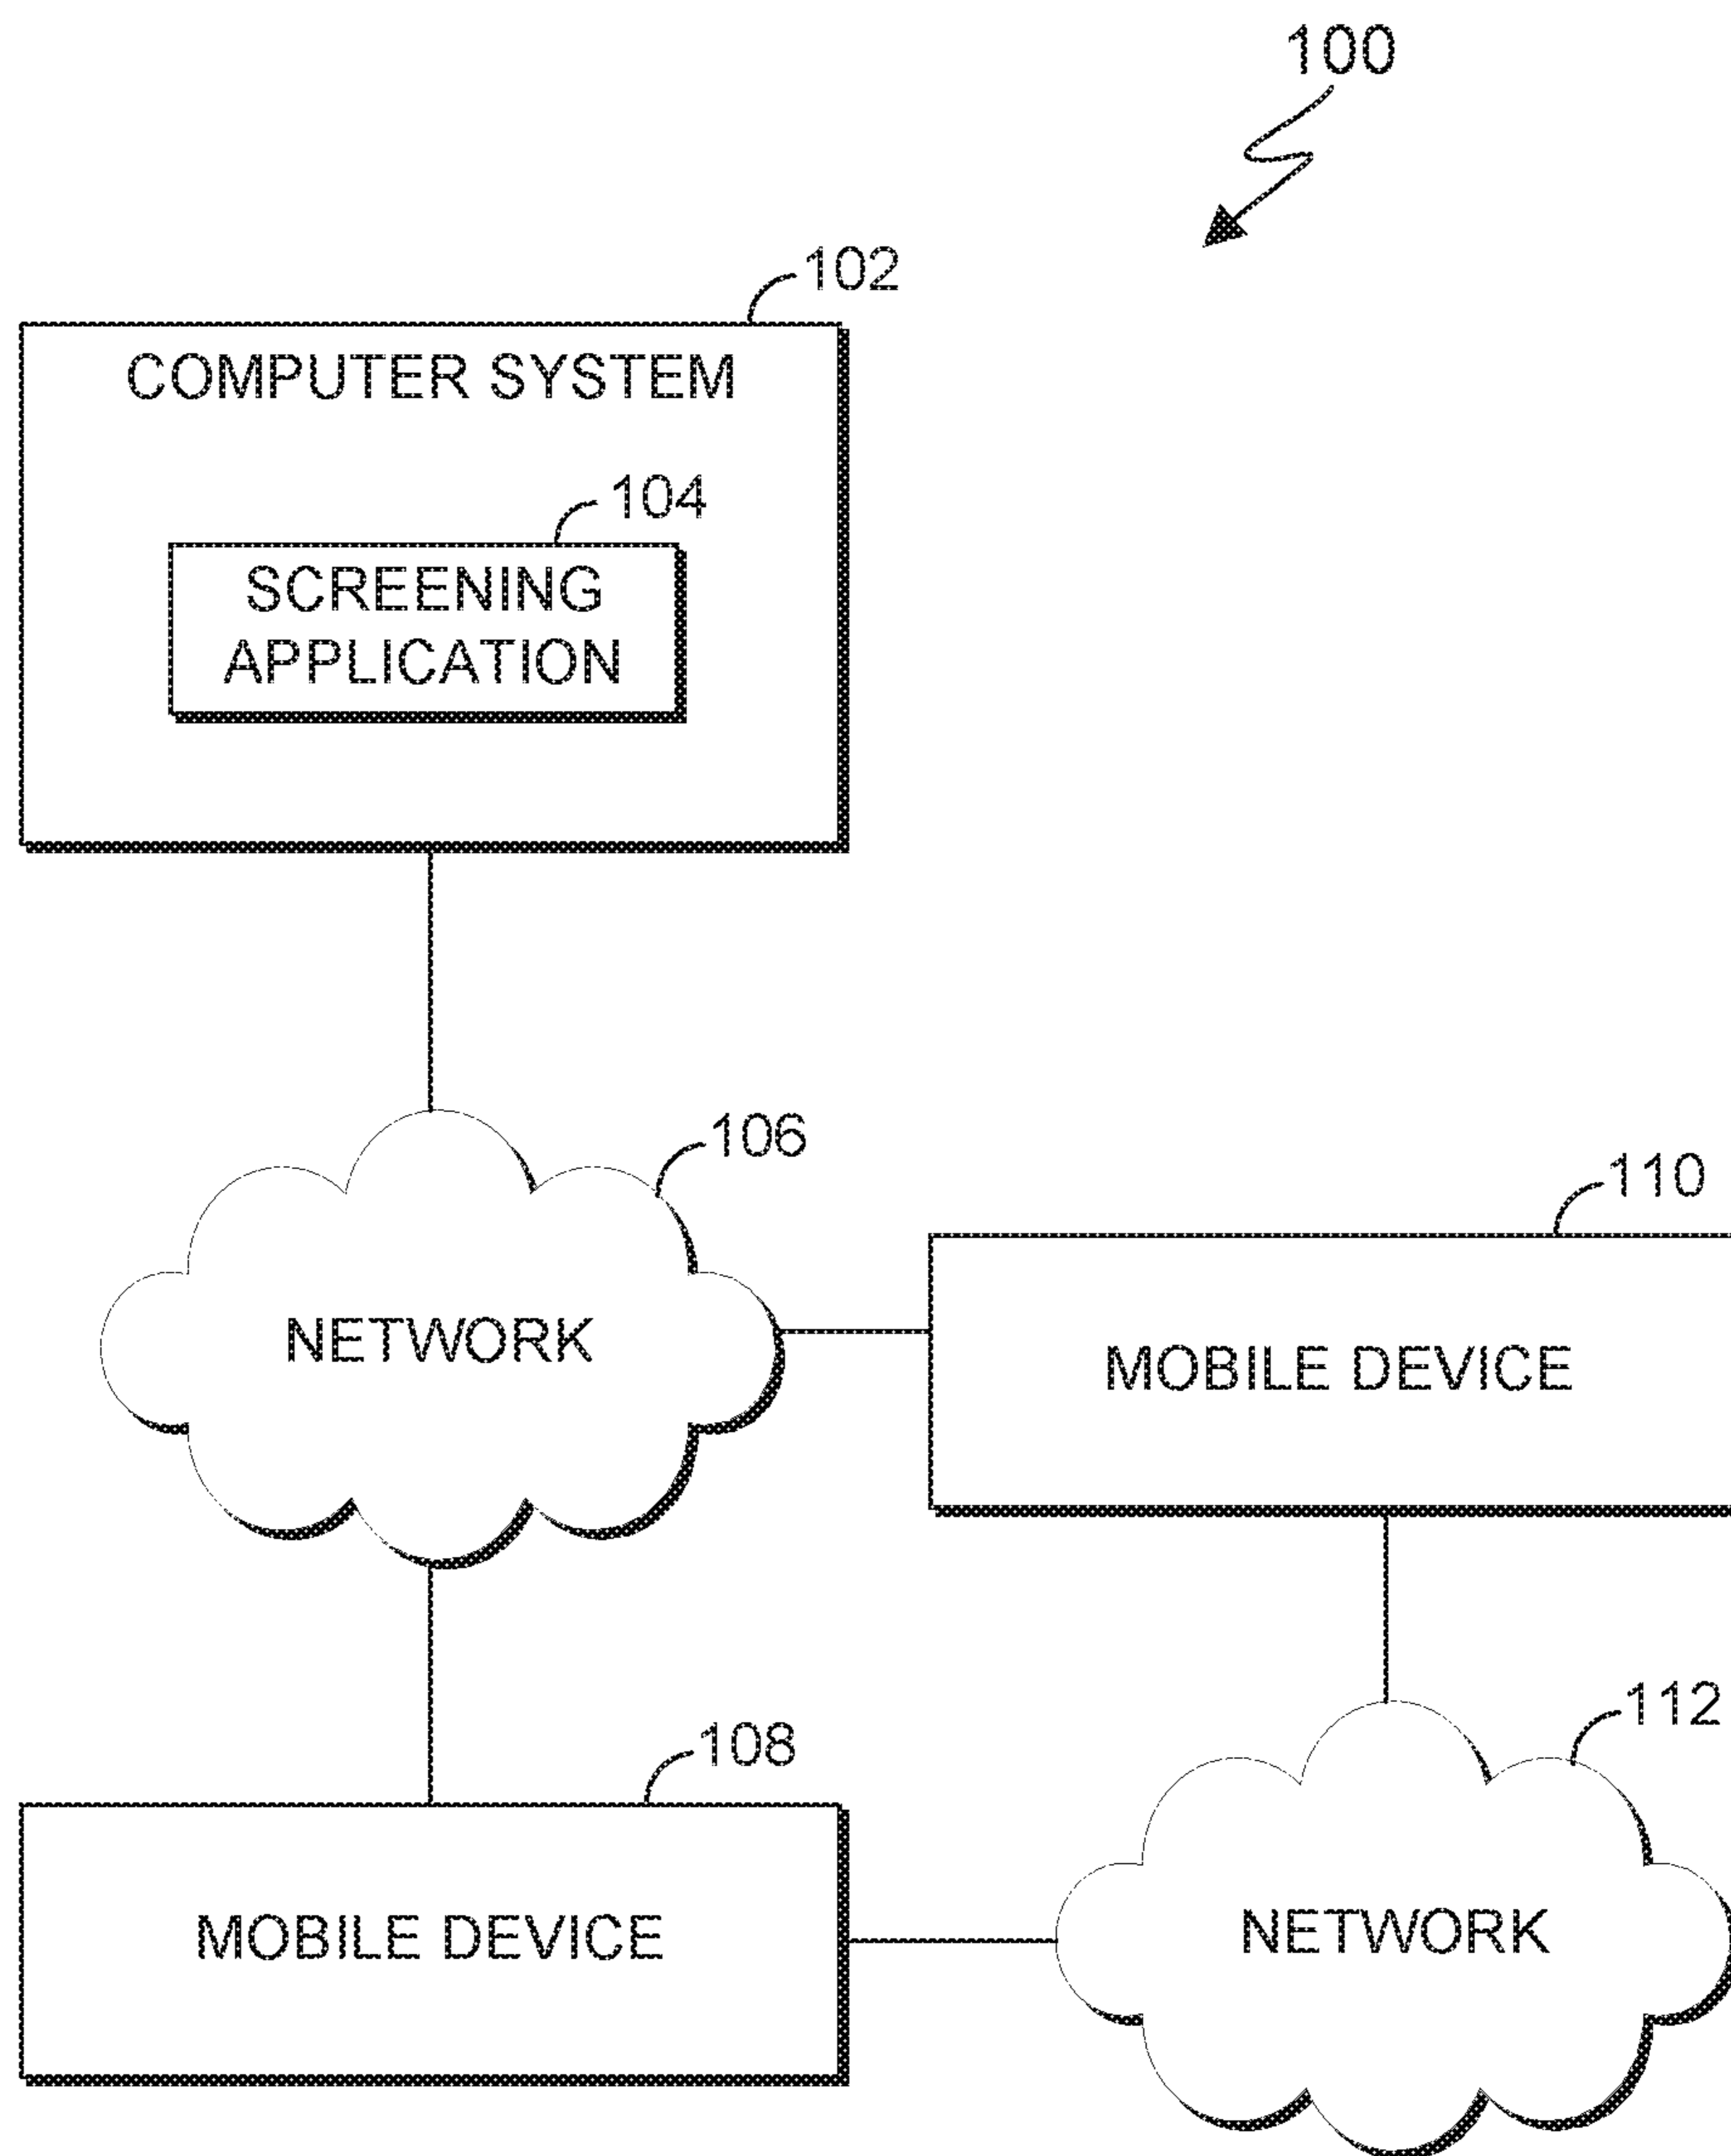 100
102
COMPUTER SYSTEM
104
SCREENING
APPLICATION
106
NETWORK
110
MOBILE DEVICE
108
MOBILE DEVICE
112
NETWORK